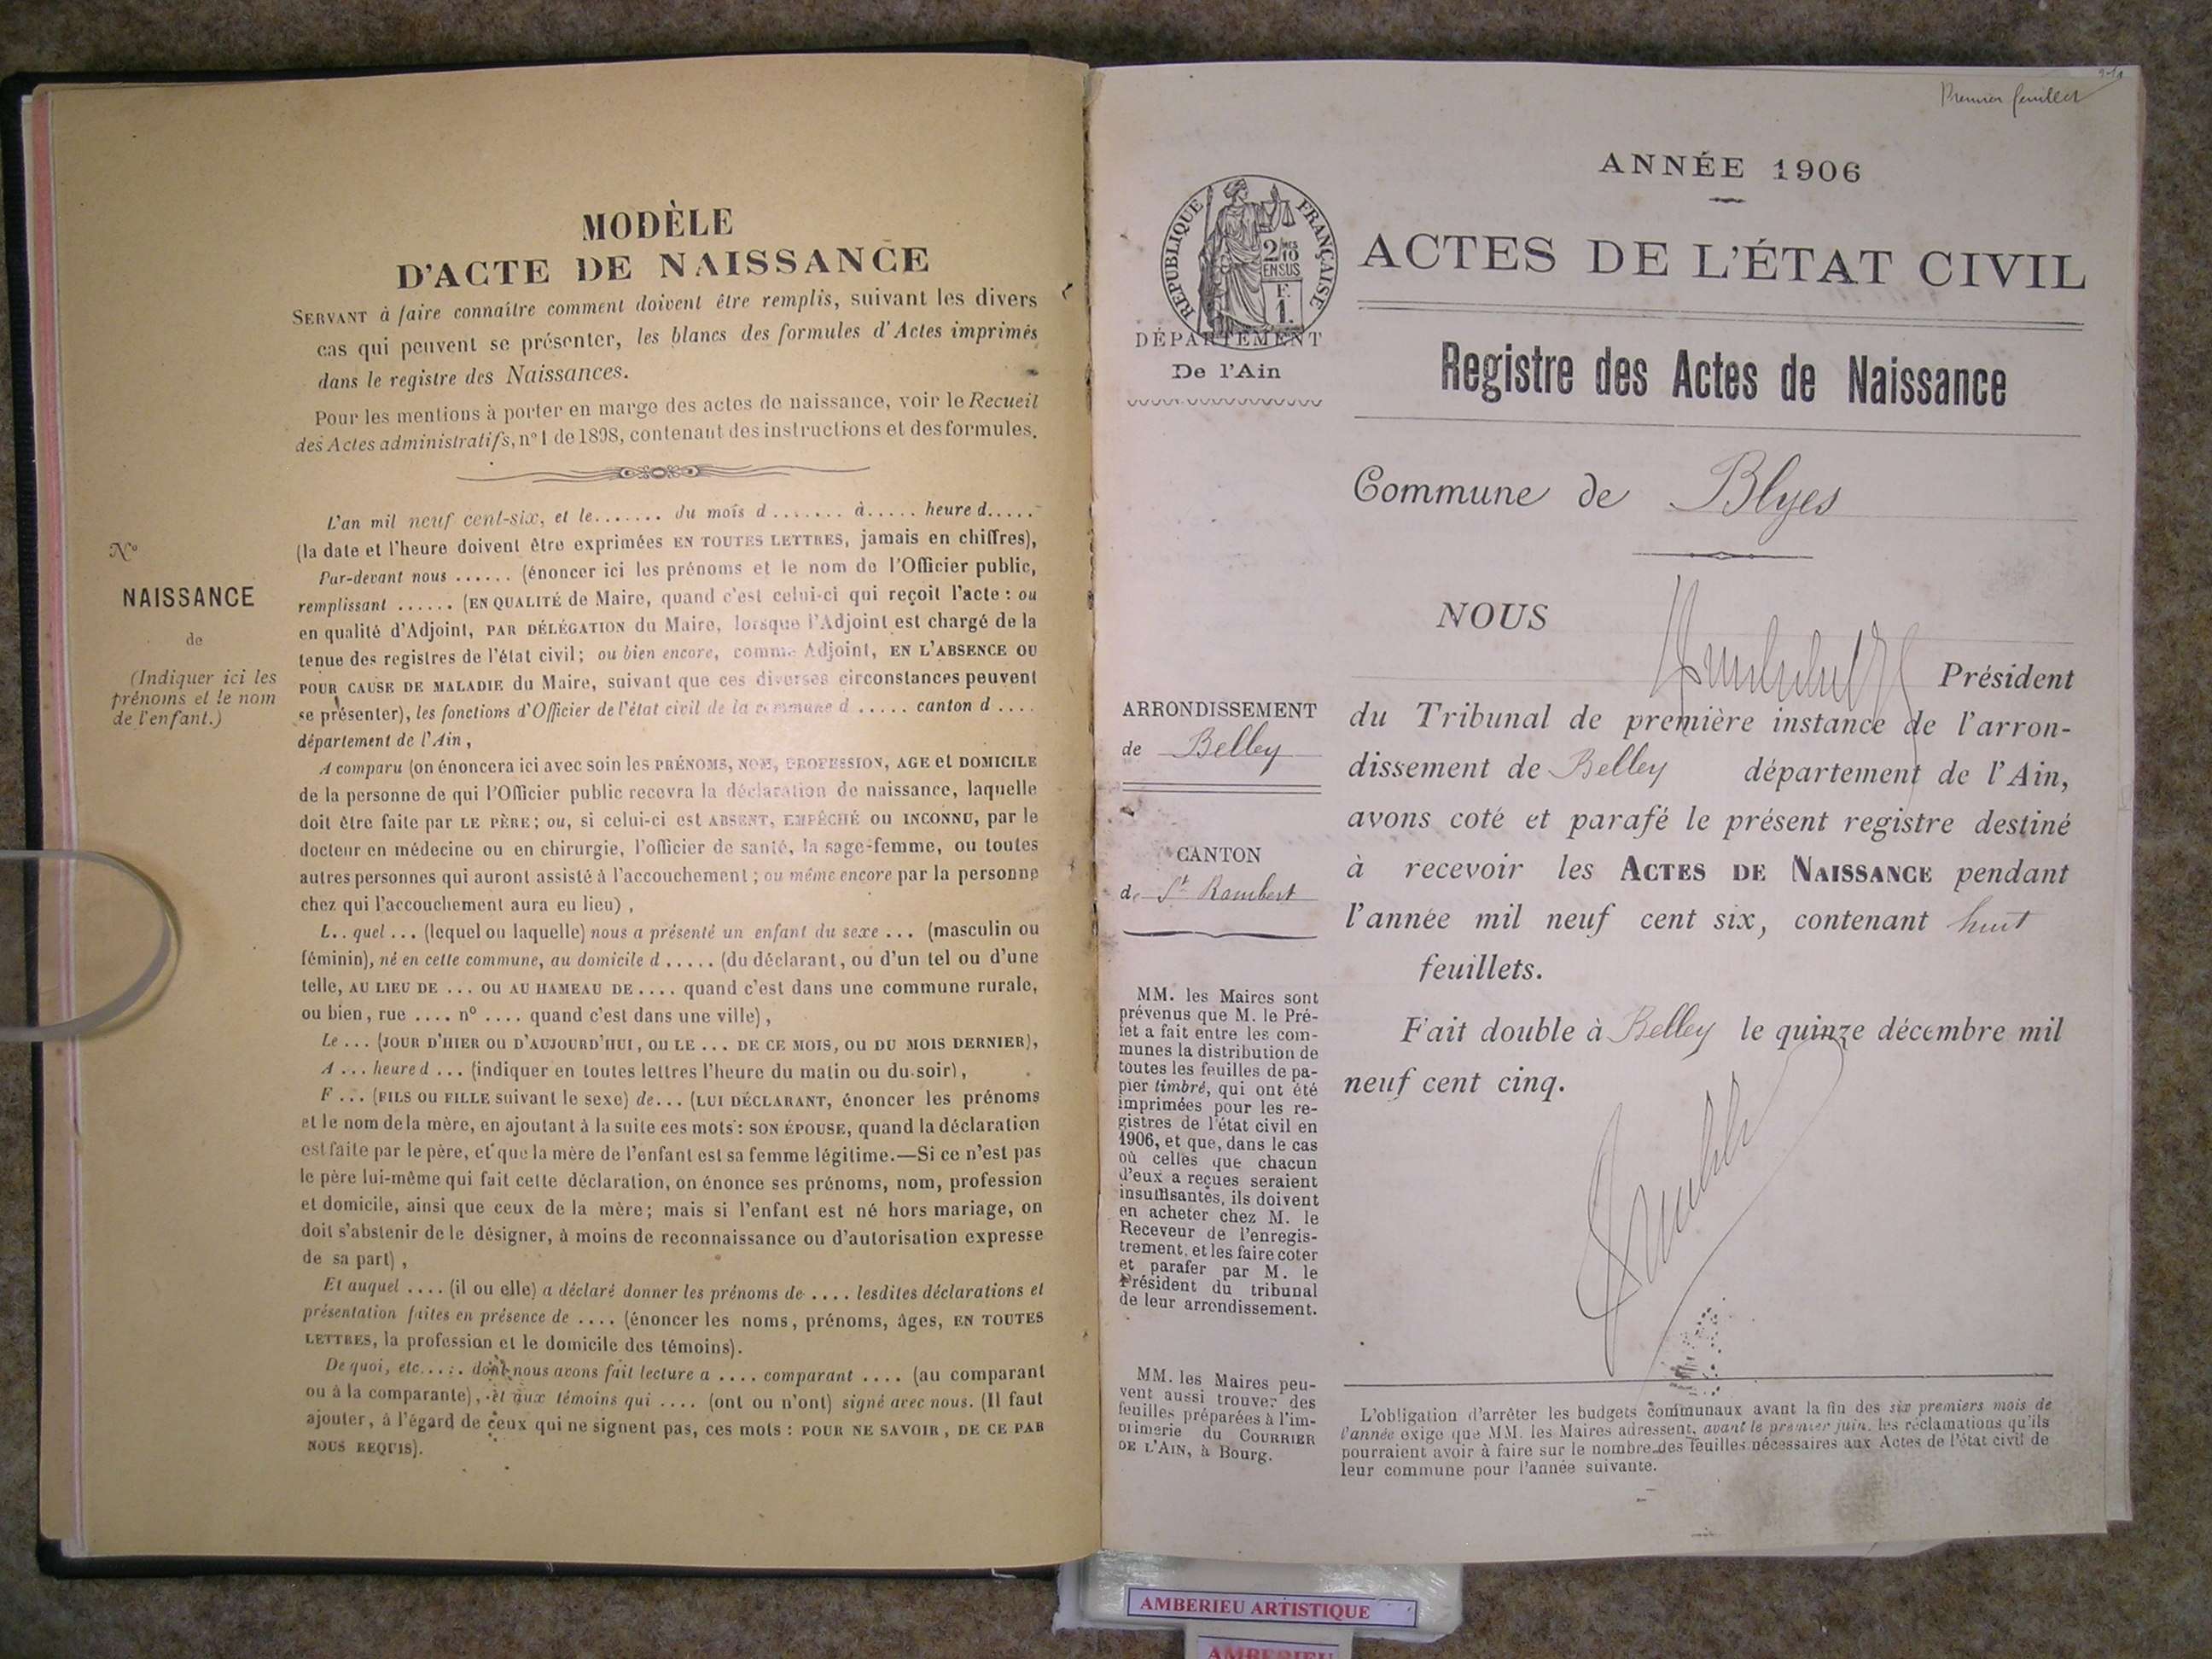 MODÈLE
D'ACTE DE NAISSANCE
SERVANT à faire connaître comment doivent être remplis, suivant les divers
cas qui peuvent se présenter, les blancs des formules d'Actes imprimés
dans le registre des Naissances.
Pour les mentions à porter en marge des actes de naissance, voir le Recueil
des Actes administratifs, nº 1 de 1898, contenant des instructions et des formules.
Nº
NAISSANCE
de
(Indiquer ici les
prénoms et le nom
de l'enfant.)
L'an mil neuf cent-six, et le....... du mois d ....... à..... heure d.....
(la date et l'heure doivent être exprimées EN TOUTES LETTRES, jamais en chiffres),
Par-devant nous ...... (énoncer ici les prénoms et le nom de l'Officier public,
remplissant ...... (EN QUALITÉ de Maire, quand c'est celui-ci qui reçoit l'acte : ou
en qualité d'Adjoint, PAR DÉLÉGATION du Maire, lorsque l'Adjoint est chargé de la
tenue des registres de l'état civil; ou bien encore, comme Adjoint, EN L'ABSENCE OU
POUR CAUSE DE MALADIE du Maire, suivant que ces diverses circonstances peuvent
se présenter), les fonctions d'Officier de l'état civil de la commune d ..... canton d ....
département de l'Ain,
A comparu (on énoncera ici avec soin les PRÉNOMS, NOM, PROFESSION, AGE et DOMICILE
de la personne de qui l'Officier public recevra la déclaration de naissance, laquelle
doit être faite par LE PÈRE; ou, si celui-ci est ABSENT, EMPÊCHÉ ou INCONNU, par le
docteur en médecine ou en chirurgie, l'officier de santé, la sage-femme, ou toutes
autres personnes qui auront assisté à l'accouchement ; ou même encore par la personne
chez qui l'accouchement aura eu lieu),
L.. quel ... (lequel ou laquelle) nous a présenté un enfant du sexe ... (masculin ou
féminin), né en cette commune, au domicile d ..... (du déclarant, ou d'un tel ou d'une
telle, AU LIEU DE ... OU AU HAMEAU DE .... quand c'est dans une commune rurale,
ou bien, rue .... nº .... quand c'est dans une ville),
Le ... (JOUR D'HIER OU D'AUJOURD'HUI, OU LE ... DE CE MOIS, OU DU MOIS DERNIER),
A ... heure d ... (indiquer en toutes lettres l'heure du matin ou du soir),
F ... (FILS OU FILLE suivant le sexe) de... (LUI DÉCLARANT, énoncer les prénoms
et le nom de la mère, en ajoutant à la suite ces mots : SON ÉPOUSE, quand la déclaration
est faite par le père, et que la mère de l'enfant est sa femme légitime.—Si ce n'est pas
le père lui-même qui fait cette déclaration, on énonce ses prénoms, nom, profession
et domicile, ainsi que ceux de la mère; mais si l'enfant est né hors mariage, on
doit s'abstenir de le désigner, à moins de reconnaissance ou d'autorisation expresse
de sa part),
Et auquel .... (il ou elle) a déclaré donner les prénoms de .... lesdites déclarations et
présentation faites en présence de .... (énoncer les noms, prénoms, âges, EN TOUTES
LETTRES, la profession et le domicile des témoins).
De quoi, etc..... dont nous avons fait lecture a .... comparant .... (au comparant
ou à la comparante), et aux témoins qui .... (ont ou n'ont) signé avec nous. (Il faut
ajouter, à l'égard de ceux qui ne signent pas, ces mots : POUR NE SAVOIR, DE CE PAR
NOUS REQUIS).
Premier feuillet
ANNÉE 1906
RÉPUBLIQUE FRANÇAISE
2/10
EN SUS
F.
1.
ACTES DE L'ÉTAT CIVIL
DÉPARTEMENT
De l'Ain
Registre des Actes de Naissance
Commune de Blyes
NOUS
Président
du Tribunal de première instance de l'arron-
dissement de Belley département de l'Ain,
avons coté et parafé le présent registre destiné
à recevoir les ACTES DE NAISSANCE pendant
l'année mil neuf cent six, contenant huit
feuillets.
Fait double à Belley le quinze décembre mil
neuf cent cinq.
ARRONDISSEMENT
de Belley
CANTON
de St Rambert
MM. les Maires sont
prévenus que M. le Pré-
fet a fait entre les com-
munes la distribution de
toutes les feuilles de pa-
pier timbré, qui ont été
imprimées pour les re-
gistres de l'état civil en
1906, et que, dans le cas
où celles que chacun
d'eux a reçues seraient
insuffisantes, ils doivent
en acheter chez M. le
Receveur de l'enregis-
trement, et les faire coter
et parafer par M. le
Président du tribunal
de leur arrondissement.
MM. les Maires peu-
vent aussi trouver des
feuilles préparées à l'im-
primerie du COURRIER
DE L'AIN, à Bourg.
L'obligation d'arrêter les budgets communaux avant la fin des six premiers mois de
l'année exige que MM. les Maires adressent, avant le premier juin, les réclamations qu'ils
pourraient avoir à faire sur le nombre des feuilles nécessaires aux Actes de l'état civil de
leur commune pour l'année suivante.
AMBERIEU ARTISTIQUE
AMBERIEU